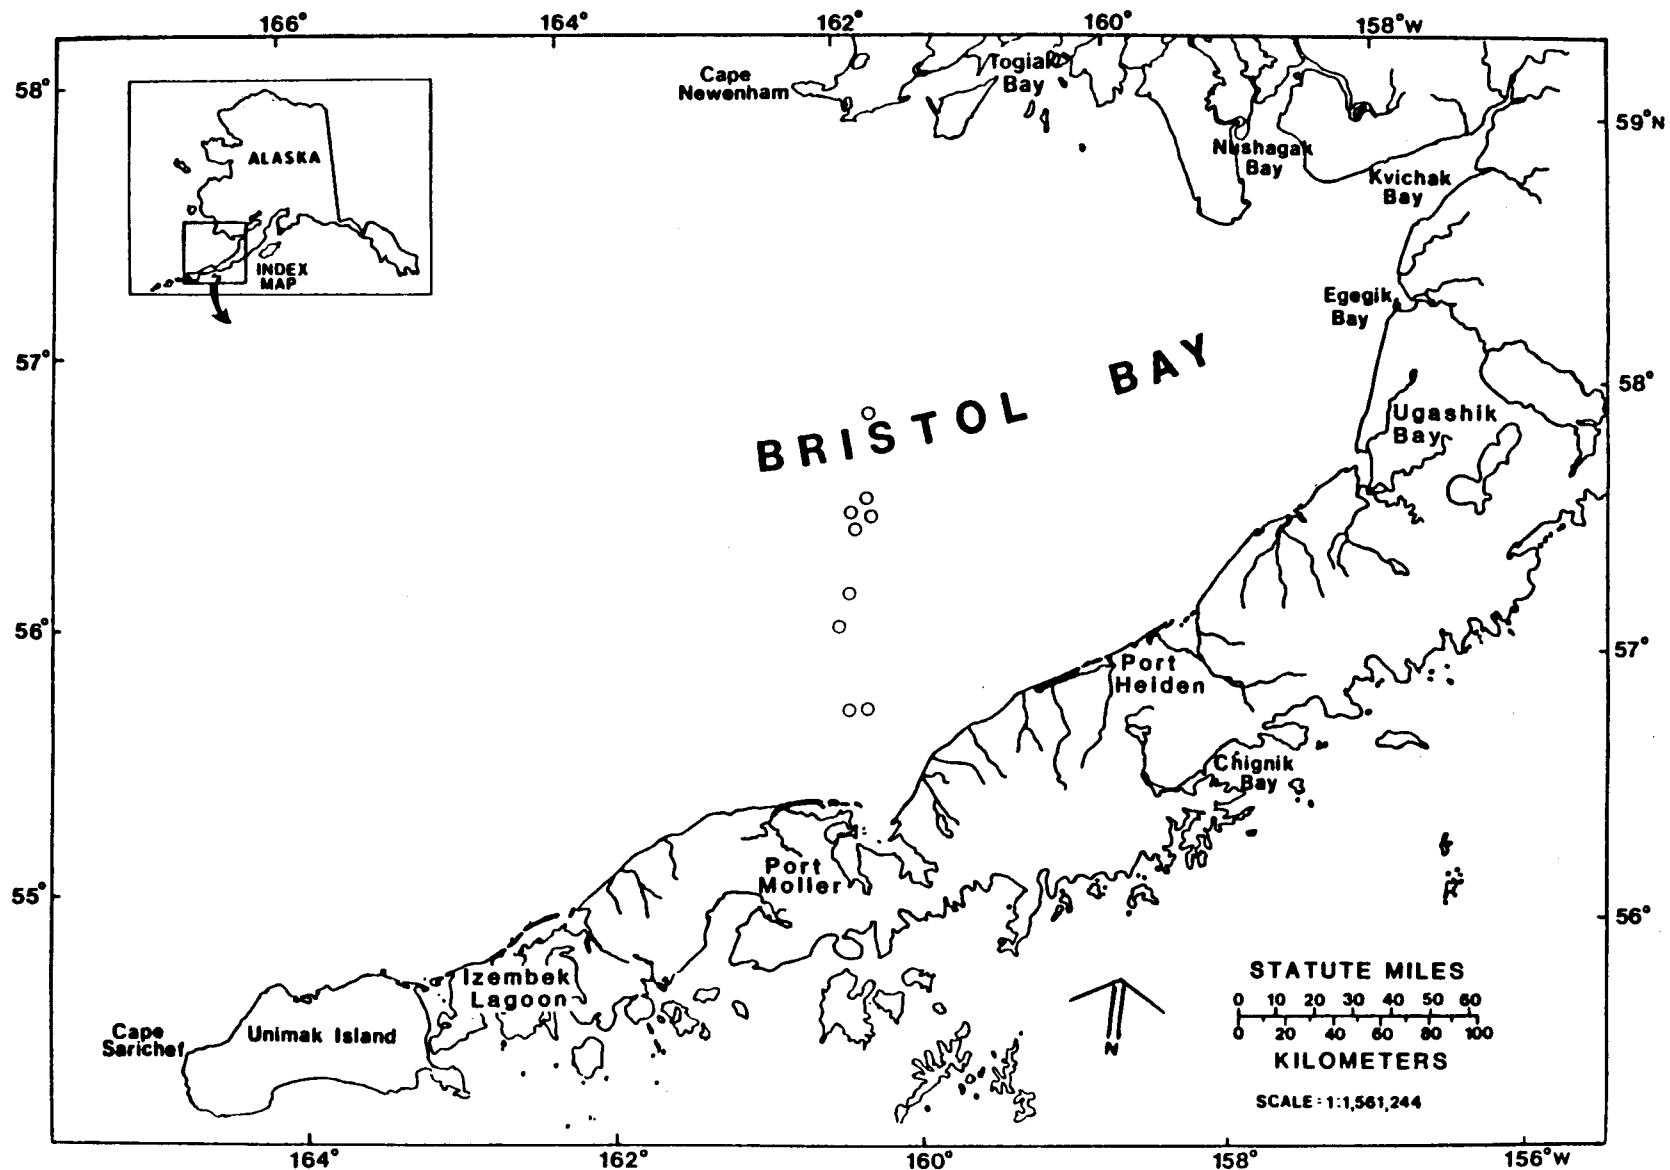 166°
164°
162°
160°
158°W
58°
57°
56°
55°
59°N
58°
57°
56°
ALASKA
INDEX
MAP
Cape
Newenham
Togiak
Bay
Nushagak
Bay
Kvichak
Bay
Egegik
Bay
BRISTOL BAY
Ugashik
Bay
Port
Heiden
Chignik
Bay
Port
Moller
Izembek
Lagoon
Unimak Island
Cape
Sarichef
N
STATUTE MILES
0 10 20 30 40 50 60
0 20 40 60 80 100
KILOMETERS
SCALE = 1:1,561,244
164°
162°
160°
158°
156°W